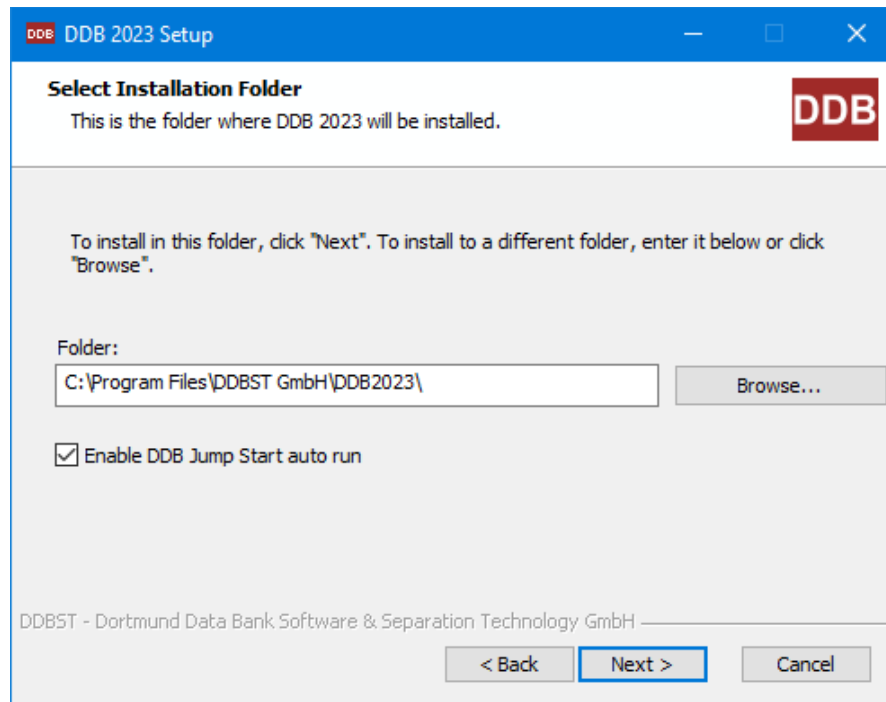 DDB DDB 2023 Setup
Select Installation Folder
This is the folder where DDB 2023 will be installed.
DDB
To install in this folder, click "Next". To install to a different folder, enter it below or click
"Browse".
Folder:
C:\Program Files\DDBST GmbH\DDB2023\
Browse...
Enable DDB Jump Start auto run
DDBST - Dortmund Data Bank Software & Separation Technology GmbH
< Back Next > Cancel